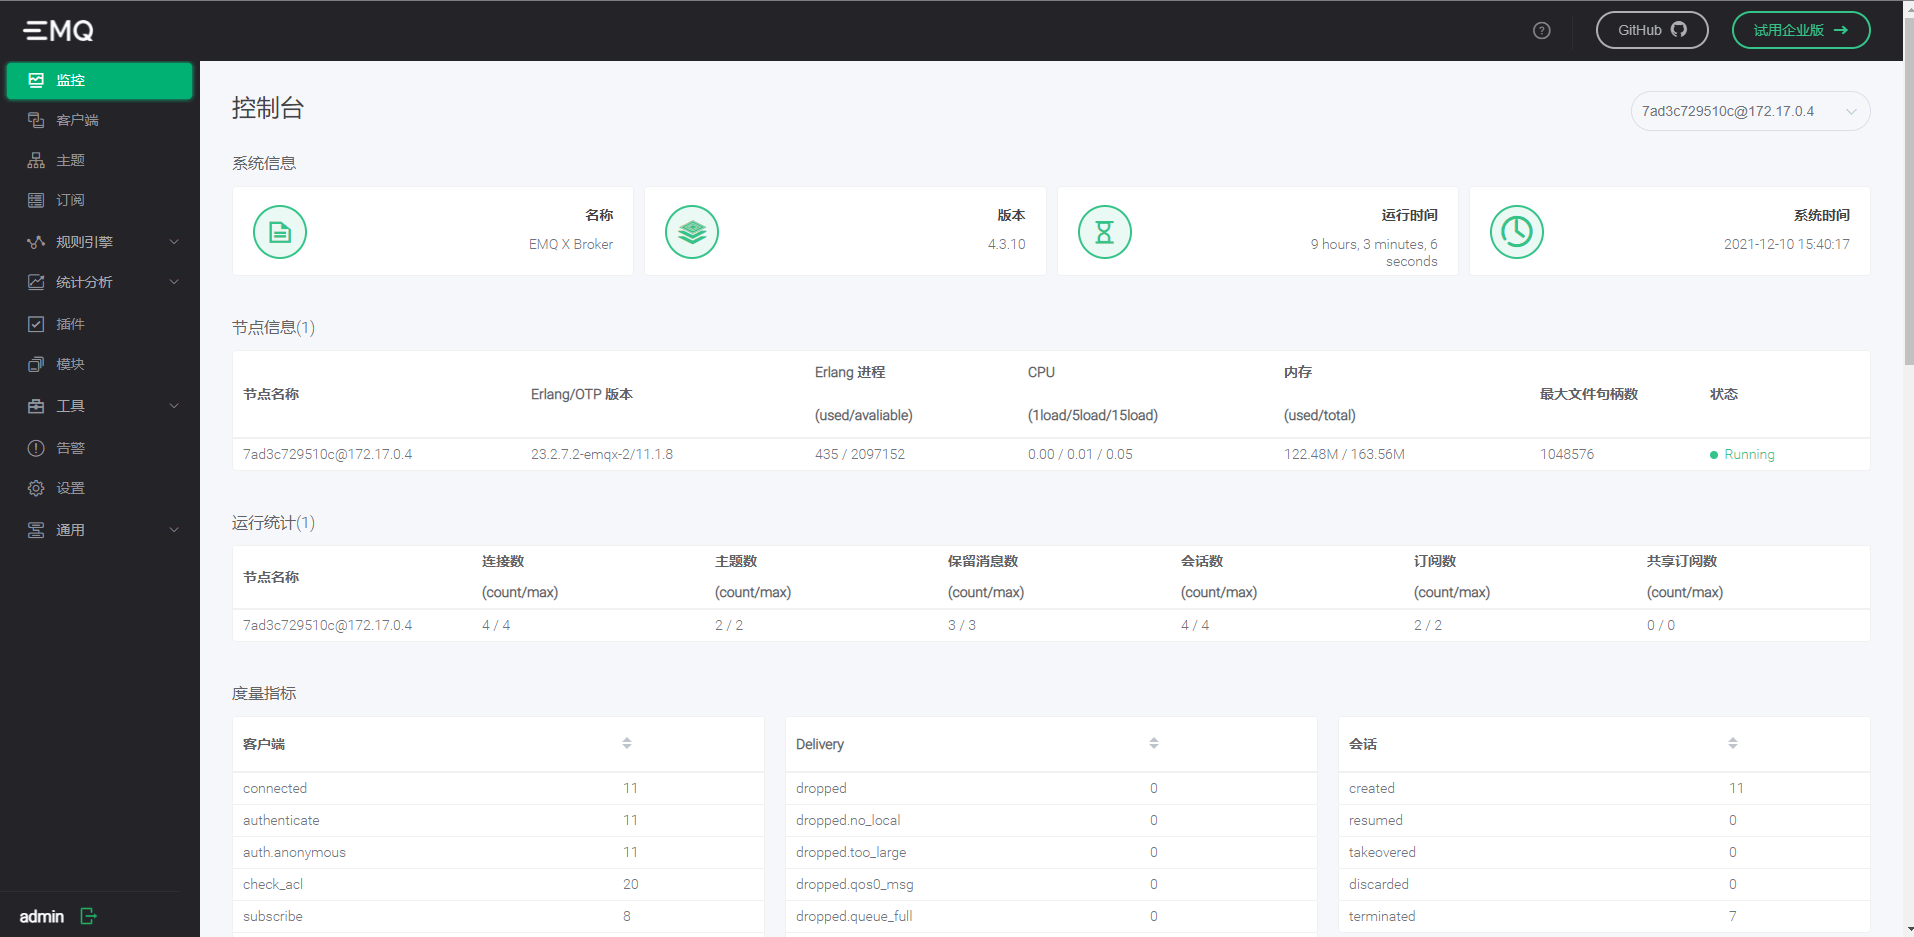 EMQ
GitHub
试用企业版
监控
客户端
主题
订阅
规则引擎
统计分析
插件
模块
工具
告警
设置
通用
admin
控制台
7ad3c729510c@172.17.0.4
系统信息
名称
EMQ X Broker
版本
4.3.10
运行时间
9 hours, 3 minutes, 6
seconds
系统时间
2021-12-10 15:40:17
节点信息(1)
节点名称 Erlang/OTP 版本 Erlang 进程 (used/avaliable) CPU (1load/5load/15load) 内存 (used/total) 最大文件句柄数 状态
7ad3c729510c@172.17.0.4 23.2.7.2-emqx-2/11.1.8 435 / 2097152 0.00 / 0.01 / 0.05 122.48M / 163.56M 1048576 Running
运行统计(1)
节点名称 连接数 (count/max) 主题数 (count/max) 保留消息数 (count/max) 会话数 (count/max) 订阅数 (count/max) 共享订阅数 (count/max)
7ad3c729510c@172.17.0.4 4 / 4 2 / 2 3 / 3 4 / 4 2 / 2 0 / 0
度量指标
客户端
connected 11
authenticate 11
auth.anonymous 11
check_acl 20
subscribe 8
Delivery
dropped 0
dropped.no_local 0
dropped.too_large 0
dropped.qos0_msg 0
dropped.queue_full 0
会话
created 11
resumed 0
takeovered 0
discarded 0
terminated 7